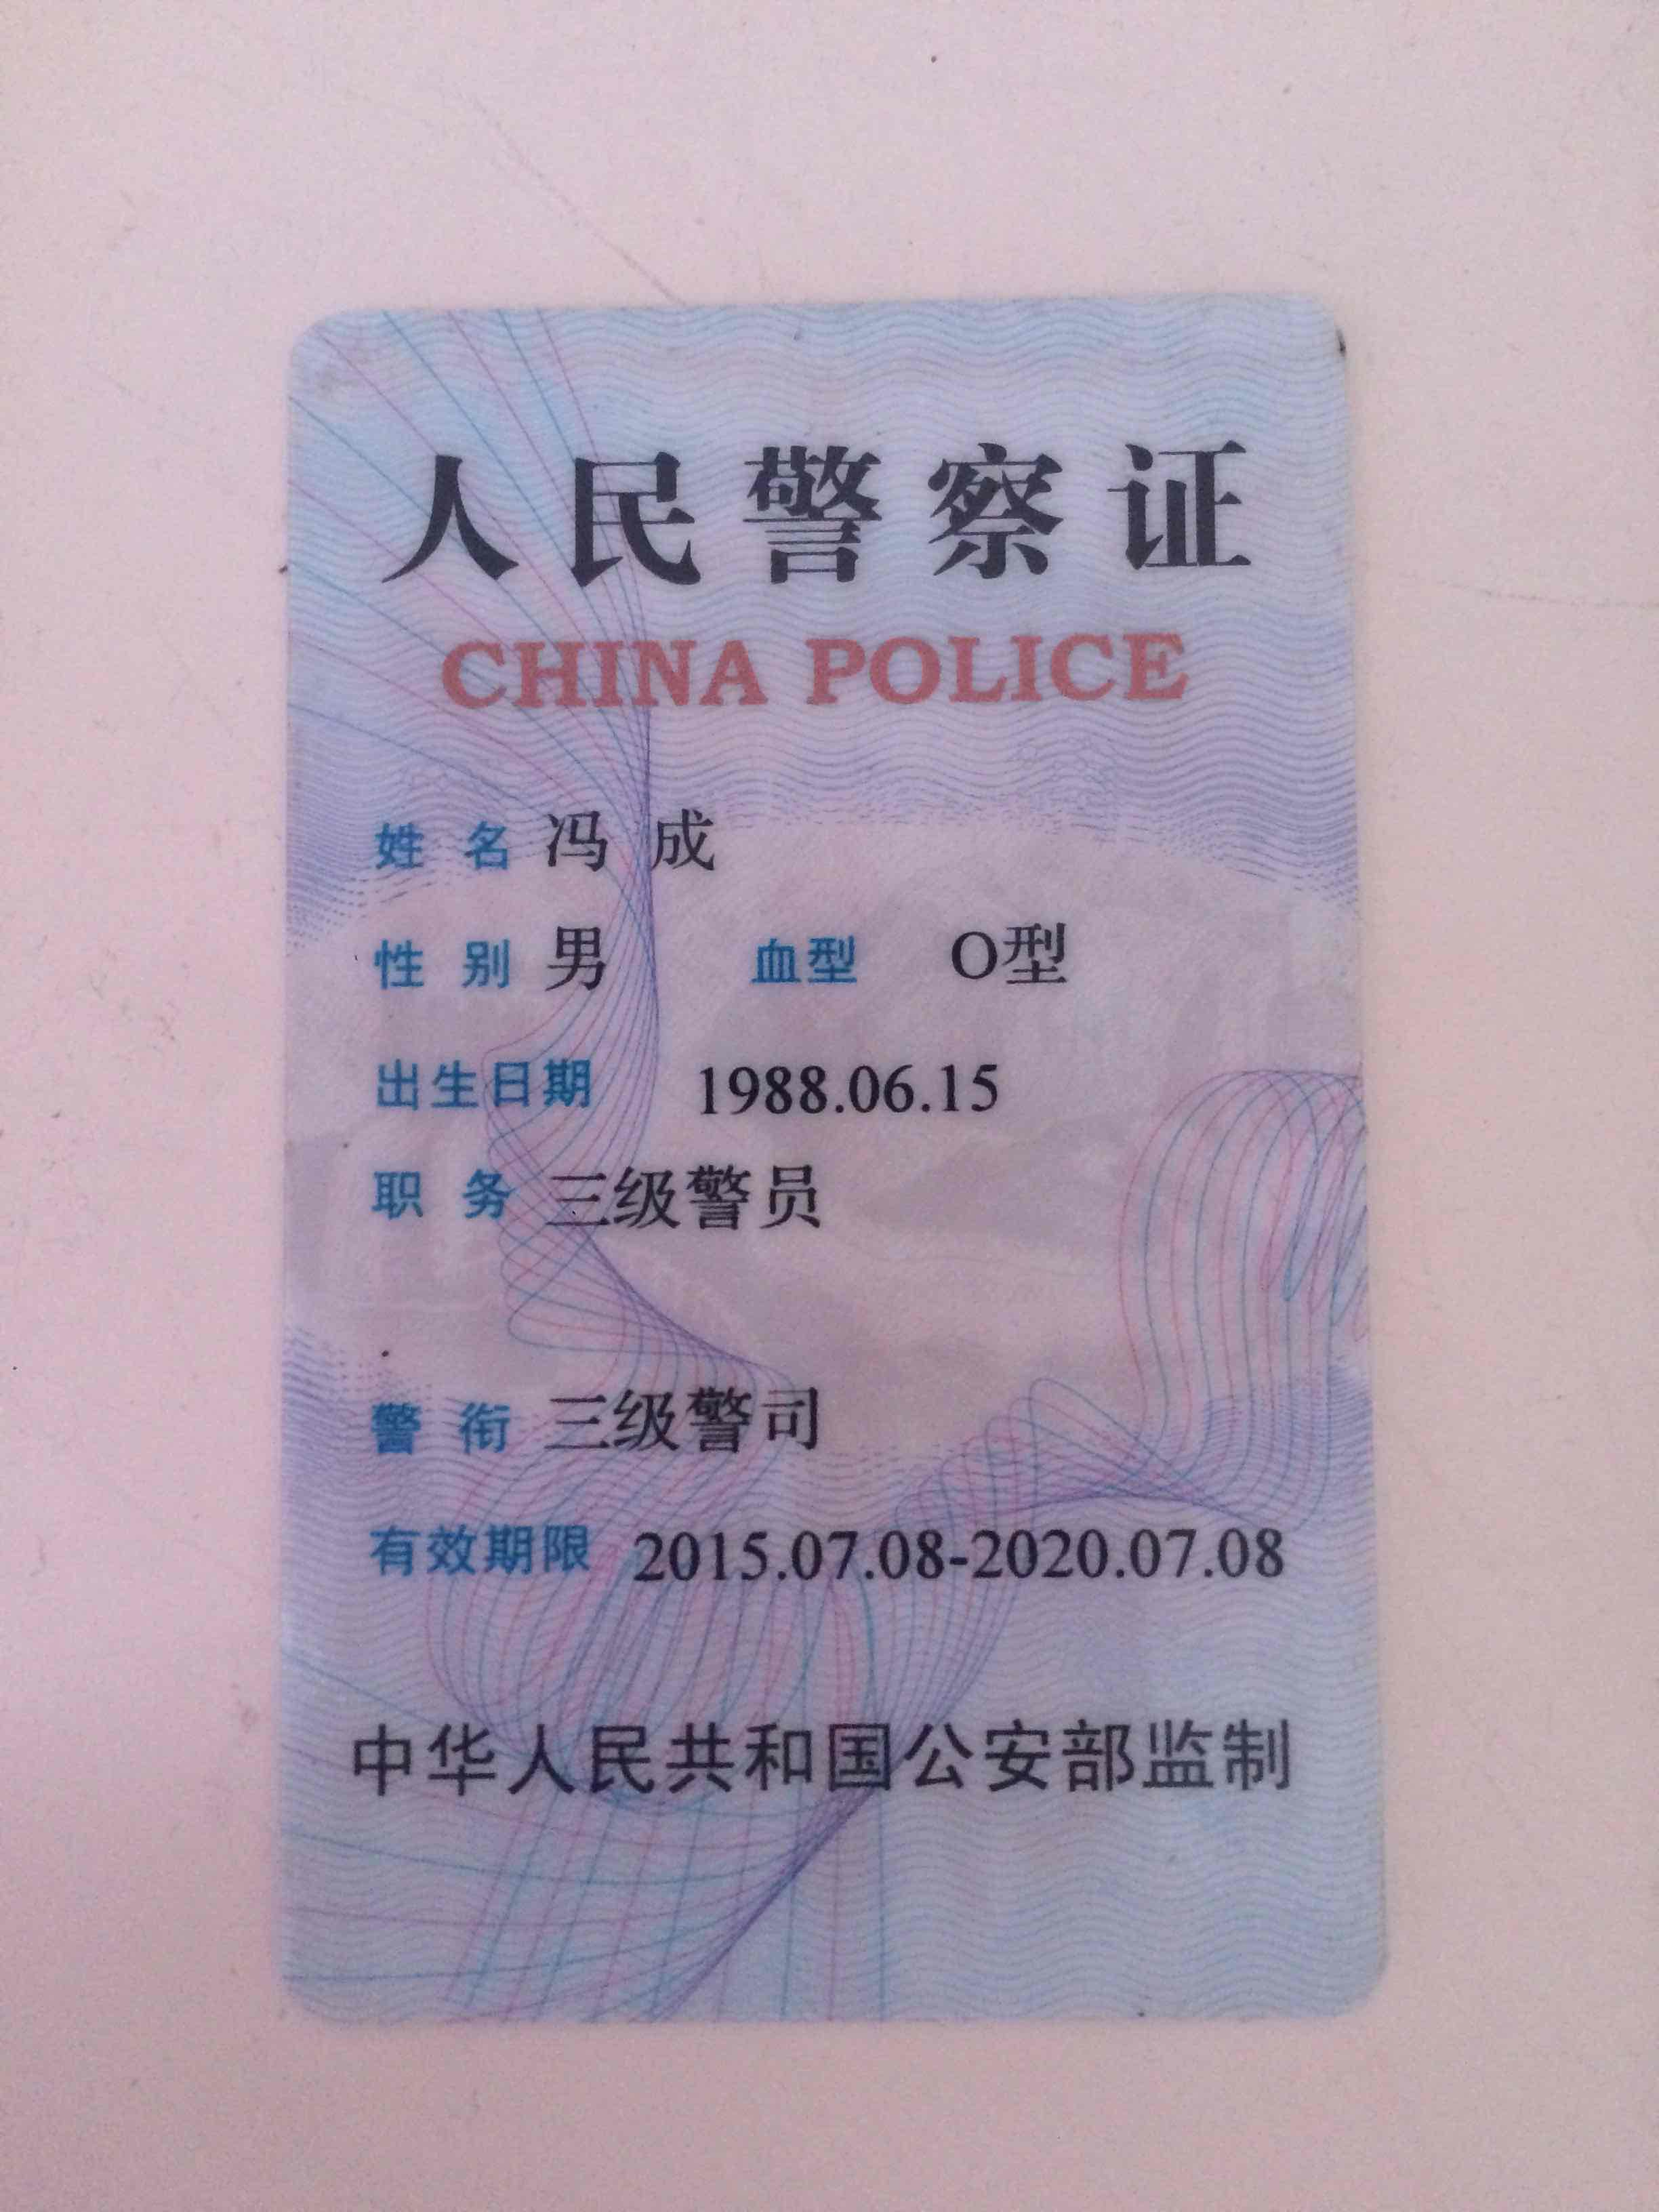 人民警察证
CHINA POLICE
姓名 冯成
性别 男 血型 O型
出生日期 1988.06.15
职务 三级警员
警衔 三级警司
有效期限 2015.07.08-2020.07.08
中华人民共和国公安部监制